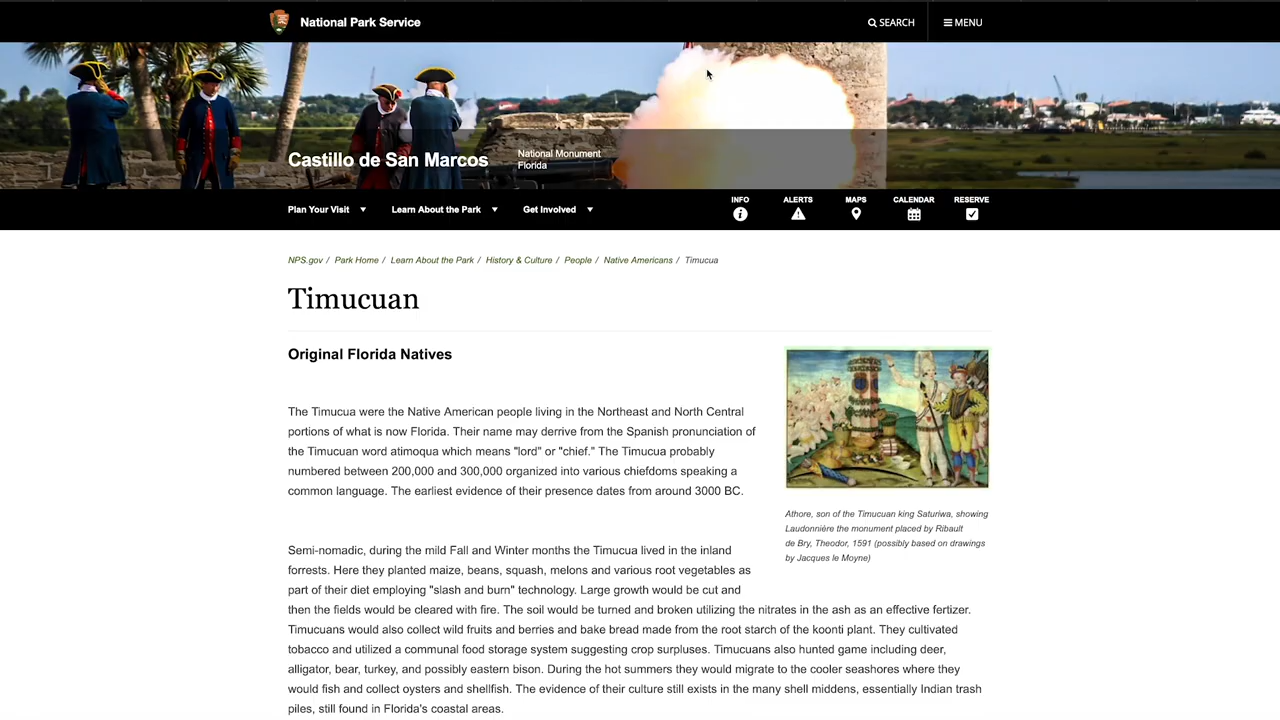 National Park Service
SEARCH
MENU
Castillo de San Marcos
National Monument
Florida
Plan Your Visit
Learn About the Park
Get Involved
INFO
ALERTS
MAPS
CALENDAR
RESERVE
NPS.gov / Park Home / Learn About the Park / History & Culture / People / Native Americans / Timucua
Timucuan
Original Florida Natives
The Timucua were the Native American people living in the Northeast and North Central
portions of what is now Florida. Their name may derrive from the Spanish pronunciation of
the Timucuan word atimoqua which means "lord" or "chief." The Timucua probably
numbered between 200,000 and 300,000 organized into various chiefdoms speaking a
common language. The earliest evidence of their presence dates from around 3000 BC.
Athore, son of the Timucuan king Saturiwa, showing
Laudonnière the monument placed by Ribault
de Bry, Theodor, 1591 (possibly based on drawings
by Jacques le Moyne)
Semi-nomadic, during the mild Fall and Winter months the Timucua lived in the inland
forrests. Here they planted maize, beans, squash, melons and various root vegetables as
part of their diet employing "slash and burn" technology. Large growth would be cut and
then the fields would be cleared with fire. The soil would be turned and broken utilizing the nitrates in the ash as an effective fertizer.
Timucuans would also collect wild fruits and berries and bake bread made from the root starch of the koonti plant. They cultivated
tobacco and utilized a communal food storage system suggesting crop surpluses. Timucuans also hunted game including deer,
alligator, bear, turkey, and possibly eastern bison. During the hot summers they would migrate to the cooler seashores where they
would fish and collect oysters and shellfish. The evidence of their culture still exists in the many shell middens, essentially Indian trash
piles, still found in Florida's coastal areas.